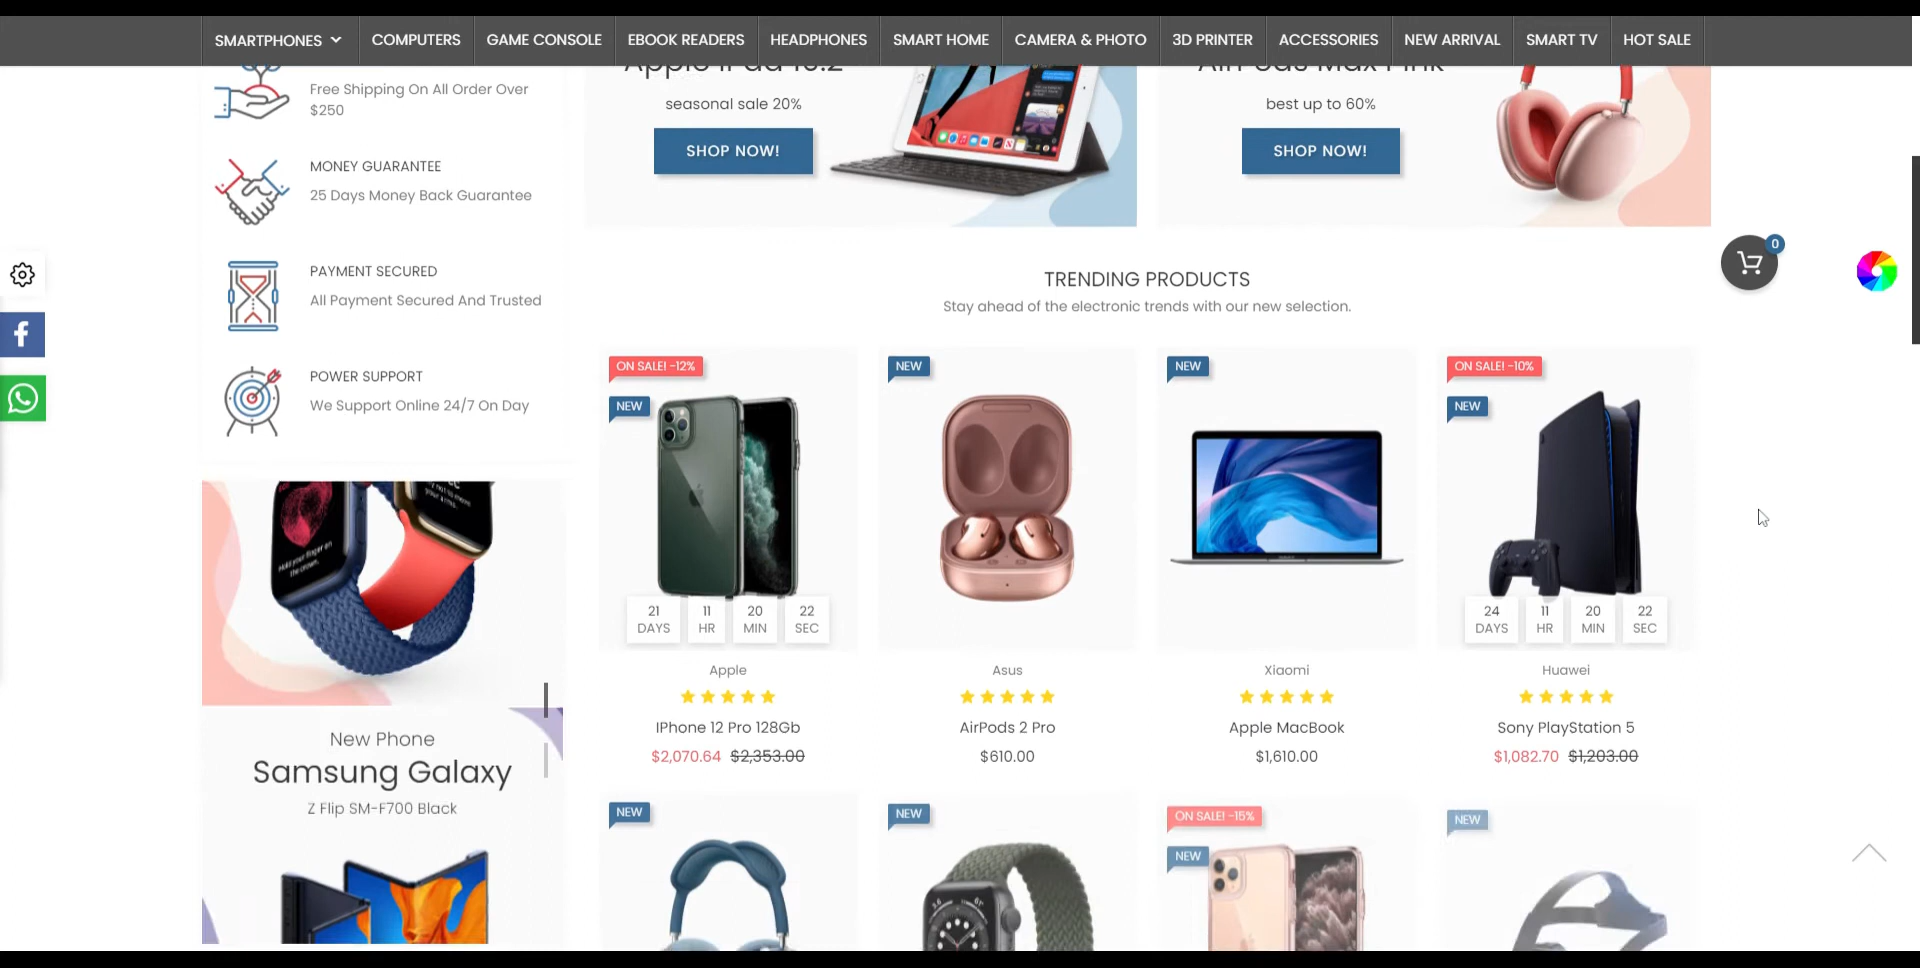 SMARTPHONES
COMPUTERS
GAME CONSOLE
EBOOK READERS
HEADPHONES
SMART HOME
CAMERA & PHOTO
3D PRINTER
ACCESSORIES
NEW ARRIVAL
SMART TV
HOT SALE
Free Shipping On All Order Over
$250
MONEY GUARANTEE
25 Days Money Back Guarantee
PAYMENT SECURED
All Payment Secured And Trusted
POWER SUPPORT
We Support Online 24/7 On Day
seasonal sale 20%
SHOP NOW!
best up to 60%
SHOP NOW!
0
TRENDING PRODUCTS
Stay ahead of the electronic trends with our new selection.
ON SALE! -12%
NEW
21
DAYS
11
HR
20
MIN
22
SEC
Apple
IPhone 12 Pro 128Gb
$2,070.64 $2,353.00
NEW
Asus
AirPods 2 Pro
$610.00
NEW
Xiaomi
Apple MacBook
$1,610.00
ON SALE! -10%
NEW
24
DAYS
11
HR
20
MIN
22
SEC
Huawei
Sony PlayStation 5
$1,082.70 $1,203.00
New Phone
Samsung Galaxy
Z Flip SM-F700 Black
NEW
NEW
ON SALE! -15%
NEW
NEW